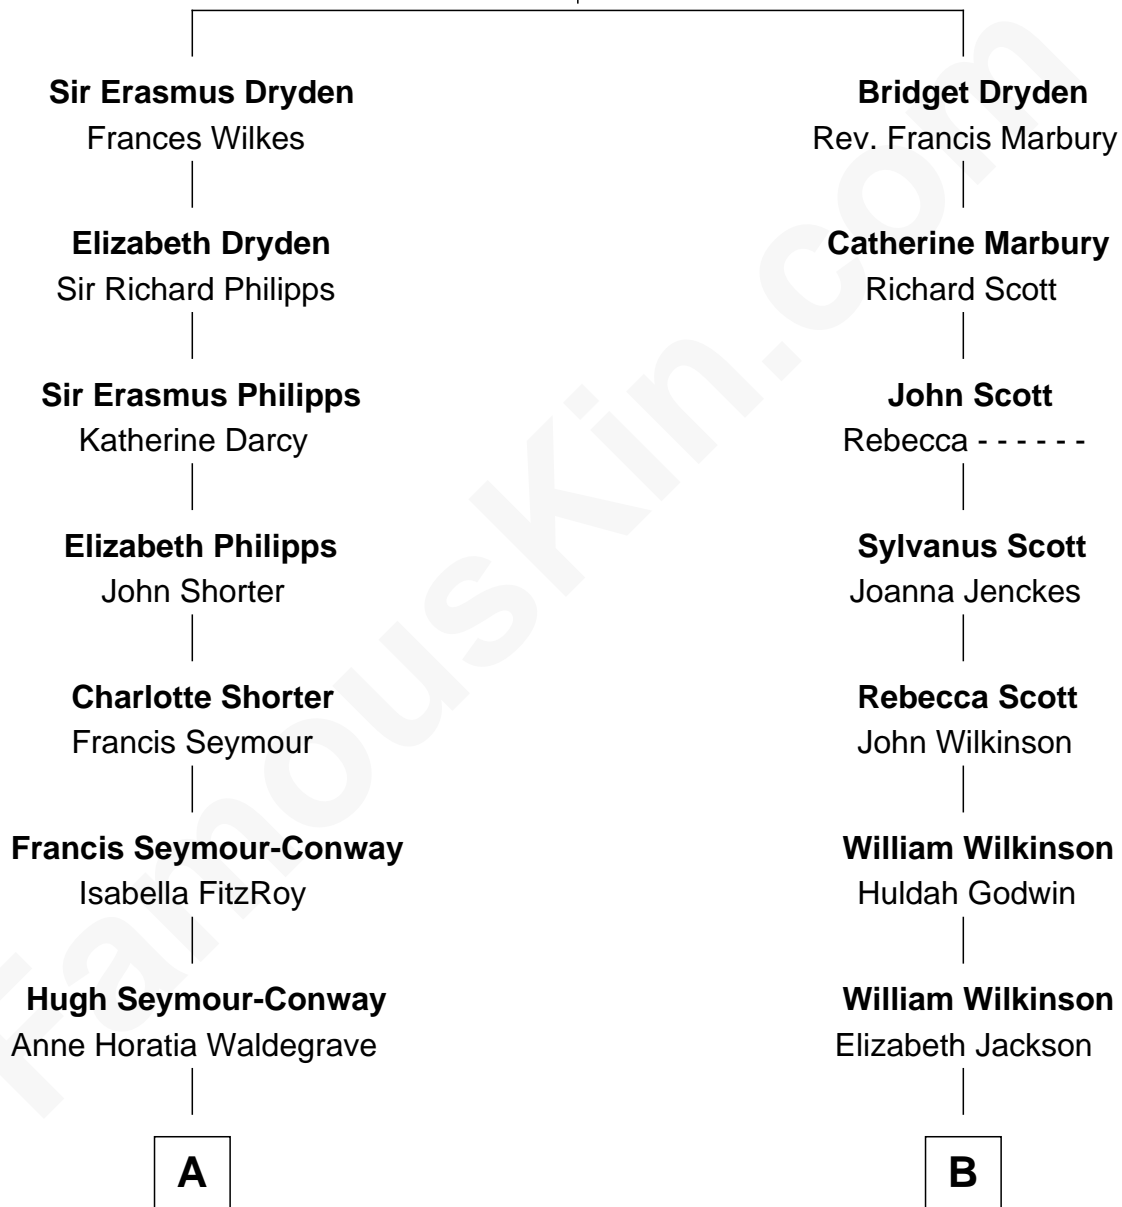 Sir Erasmus Dryden
Frances Wilkes
Bridget Dryden
Rev. Francis Marbury
Elizabeth Dryden
Sir Richard Philipps
Catherine Marbury
Richard Scott
Sir Erasmus Philipps
Katherine Darcy
John Scott
Rebecca - - - - - -
Elizabeth Philipps
John Shorter
Sylvanus Scott
Joanna Jenckes
Charlotte Shorter
Francis Seymour
Rebecca Scott
John Wilkinson
Francis Seymour-Conway
Isabella FitzRoy
William Wilkinson
Huldah Godwin
Hugh Seymour-Conway
Anne Horatia Waldegrave
William Wilkinson
Elizabeth Jackson
A
B
FamousKin.com